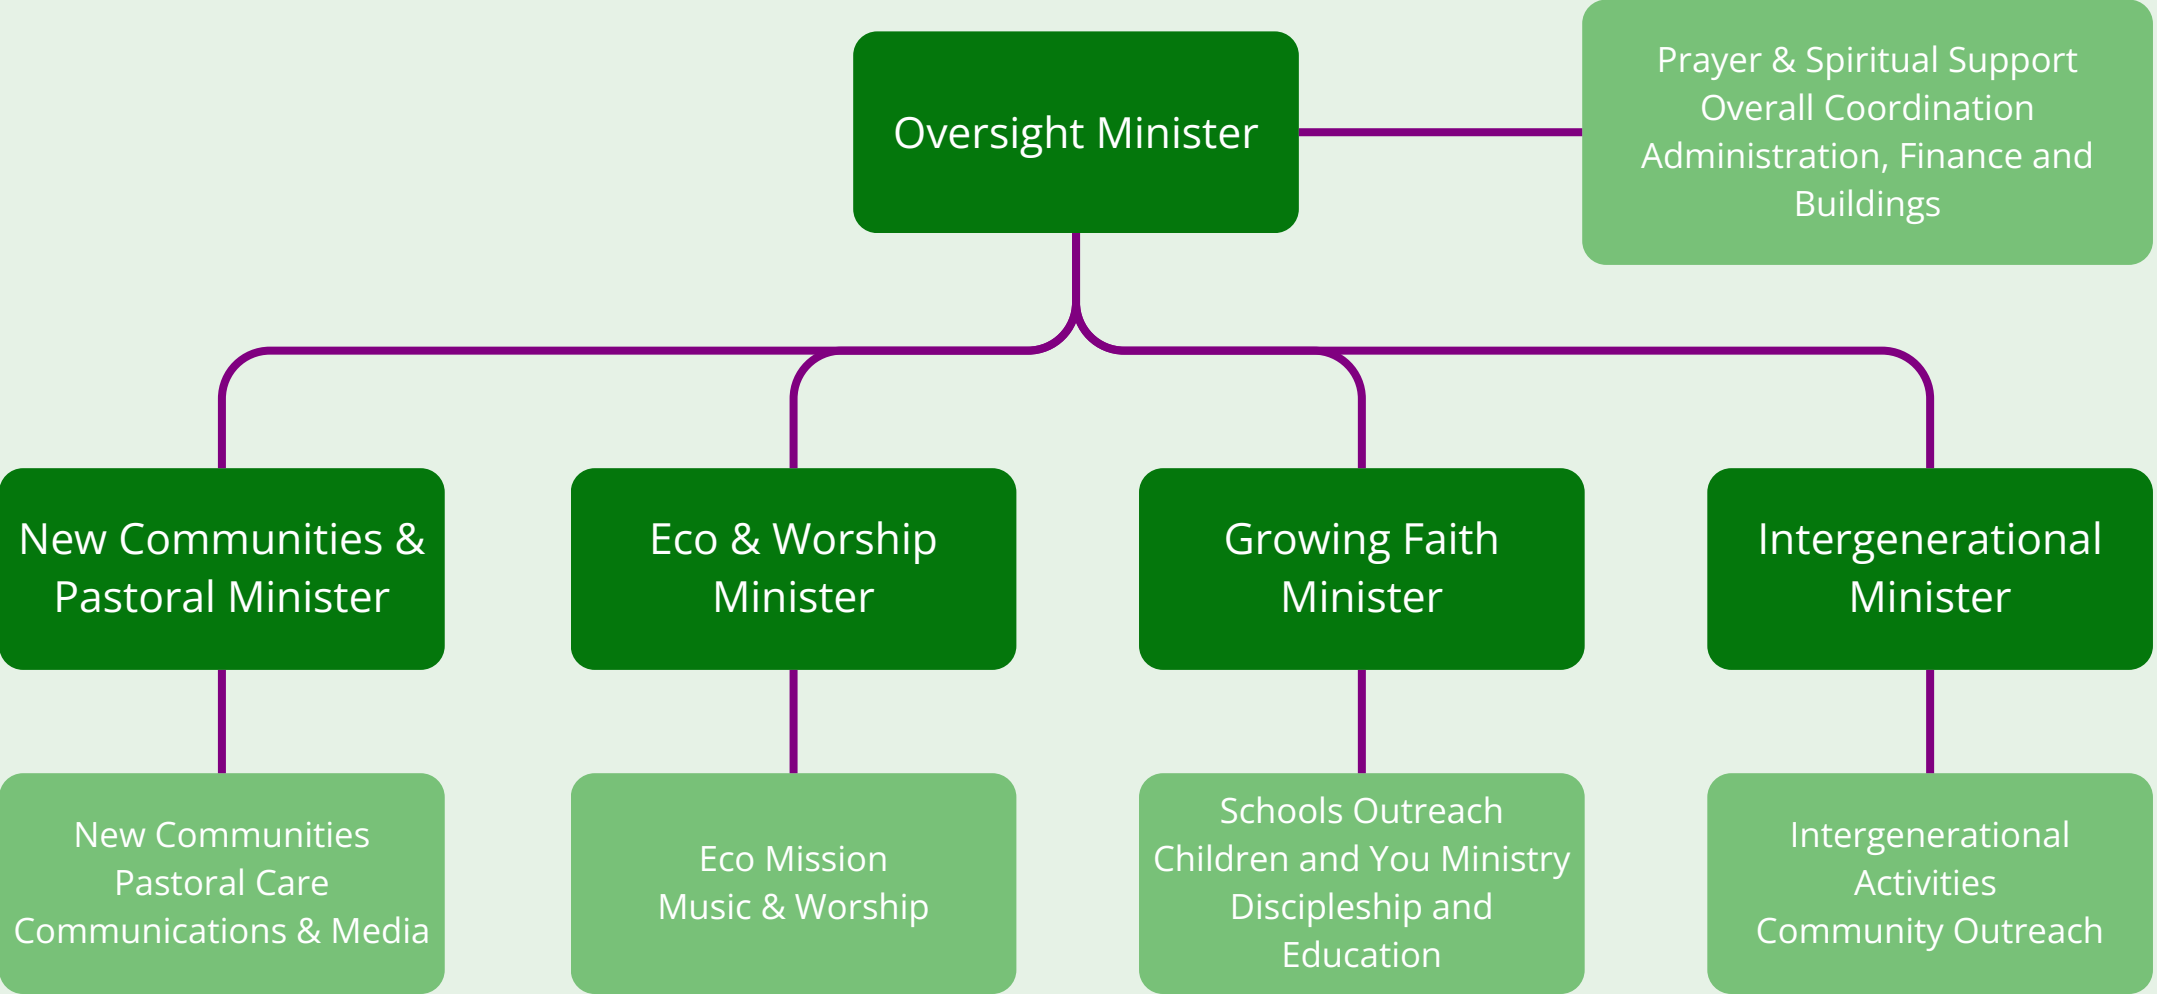 Oversight Minister
Prayer & Spiritual Support
Overall Coordination
Administration, Finance and
Buildings
New Communities &
Pastoral Minister
Eco & Worship
Minister
Growing Faith
Minister
Intergenerational
Minister
New Communities
Pastoral Care
Communications & Media
Eco Mission
Music & Worship
Schools Outreach
Children and You Ministry
Discipleship and
Education
Intergenerational
Activities
Community Outreach